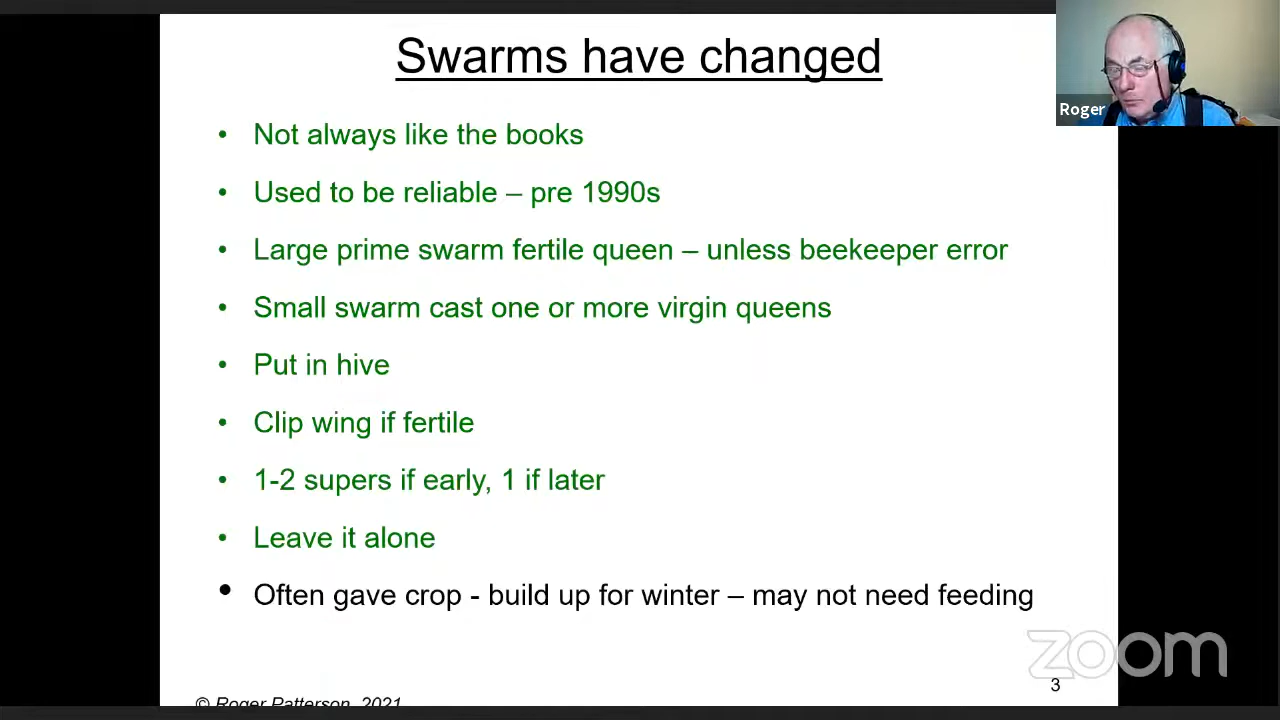 Swarms have changed
Roger
• Not always like the books
• Used to be reliable – pre 1990s
• Large prime swarm fertile queen – unless beekeeper error
• Small swarm cast one or more virgin queens
• Put in hive
• Clip wing if fertile
• 1-2 supers if early, 1 if later
• Leave it alone
• Often gave crop - build up for winter – may not need feeding
zoom
3
© Roger Patterson, 2021